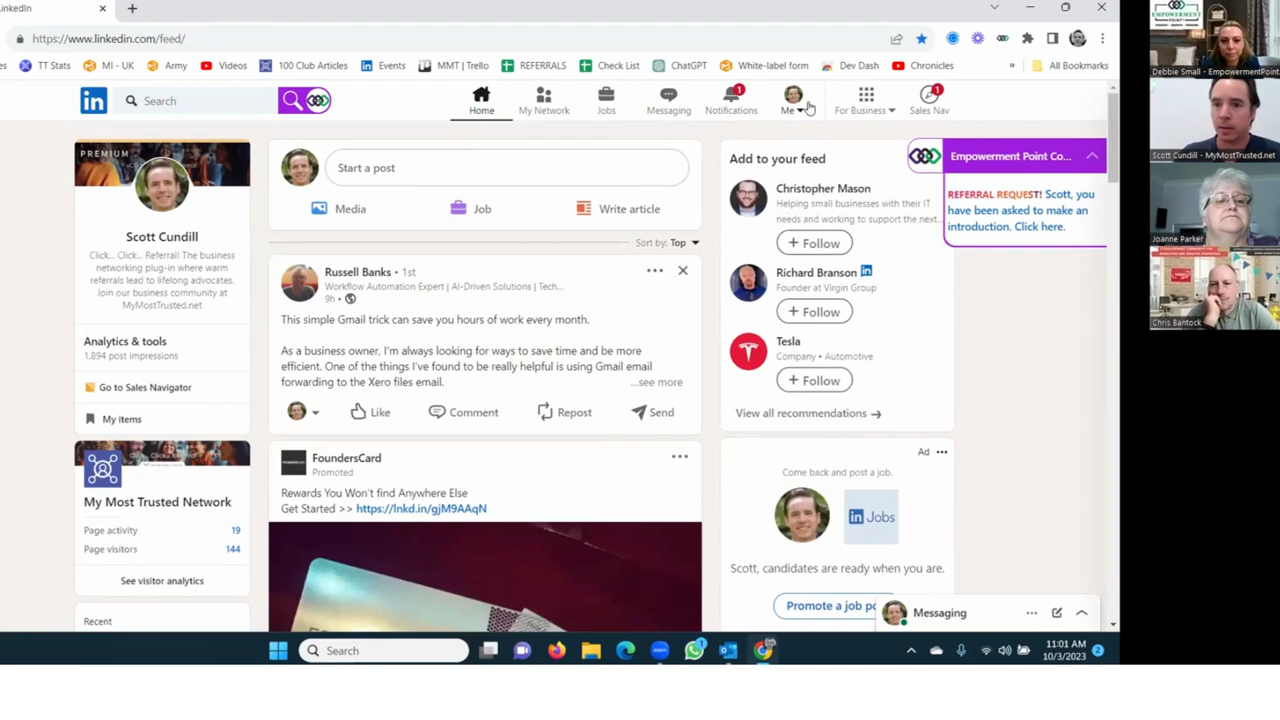 LinkedIn
https://www.linkedin.com/feed/
TT Stats
MI - UK
Army
Videos
100 Club Articles
Events
MMT | Trello
REFERRALS
Check List
ChatGPT
White-label form
Dev Dash
Chronicles
»
All Bookmarks
in
Search
Home
My Network
Jobs
Messaging
1
Notifications
Me
For Business
1
Sales Nav
PREMIUM
Scott Cundill
Click... Click... Referral! The business
networking plug-in where warm
referrals lead to lifelong advocates.
Join our business community at
MyMostTrusted.net
Analytics & tools
1,894 post impressions
Go to Sales Navigator
My items
My Most Trusted Network
Page activity 19
Page visitors 144
See visitor analytics
Recent
Start a post
Media
Job
Write article
Sort by: Top
Russell Banks • 1st
Workflow Automation Expert | AI-Driven Solutions | Tech...
9h •
This simple Gmail trick can save you hours of work every month.
As a business owner, I'm always looking for ways to save time and be more
efficient. One of the things I've found to be really helpful is using Gmail email
forwarding to the Xero files email.
...see more
Like
Comment
Repost
Send
FoundersCard
Promoted
Rewards You Won't find Anywhere Else
Get Started >> https://lnkd.in/gjM9AAqN
Add to your feed
Christopher Mason
Helping small businesses with their IT
needs and working to support the next...
+ Follow
Richard Branson in
Founder at Virgin Group
+ Follow
Tesla
Company • Automotive
+ Follow
View all recommendations →
Ad •••
Come back and post a job.
in Jobs
Scott, candidates are ready when you are.
Promote a job po
Empowerment Point Co...
REFERRAL REQUEST! Scott, you
have been asked to make an
introduction. Click here.
Messaging
Search
1
11:01 AM
10/3/2023
2
EMPOWERMENT
POINT
Debbie Small - EmpowermentPoint
Scott Cundill - MyMostTrusted.net
Joanne Parker
Chris Bantock